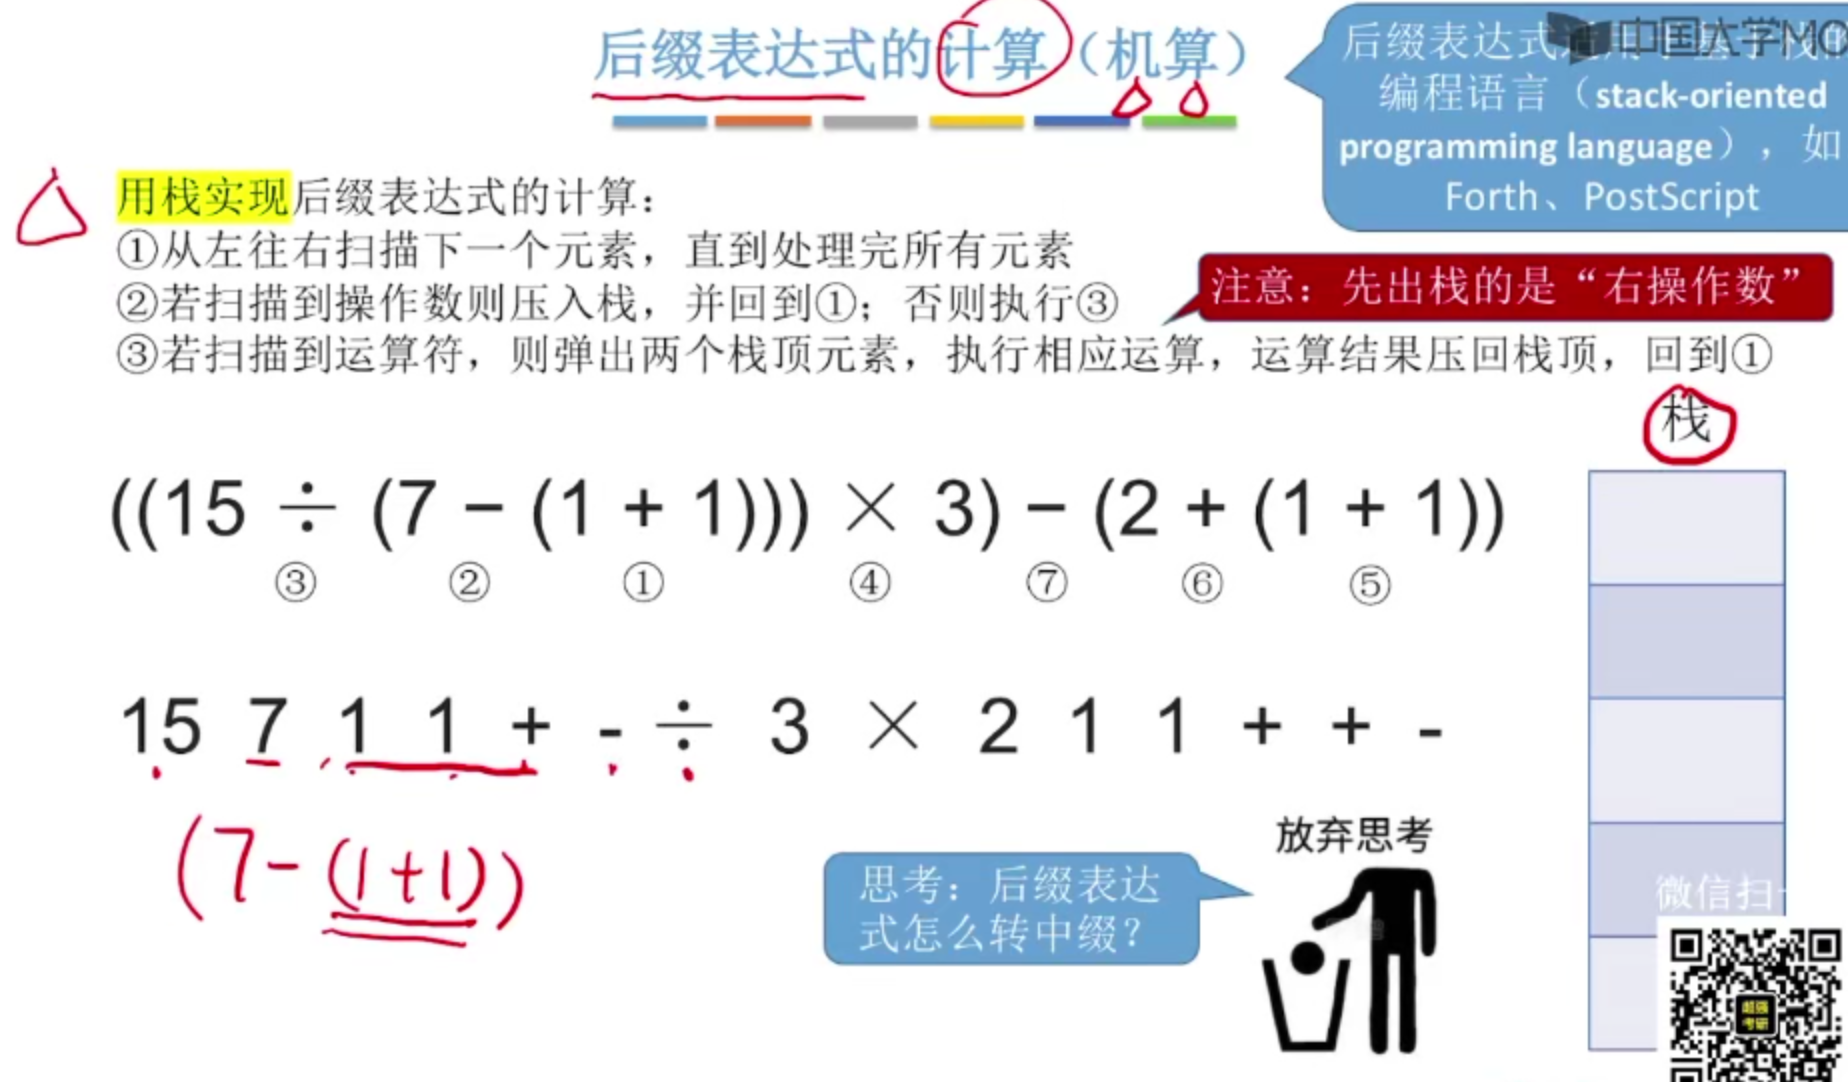 后缀表达式的计算（机算）
后缀表达式
中国大学MO
编程语言（stack-oriented
programming language），如
Forth、PostScript
用栈实现后缀表达式的计算：
①从左往右扫描下一个元素，直到处理完所有元素
②若扫描到操作数则压入栈，并回到①；否则执行③
注意：先出栈的是“右操作数”
③若扫描到运算符，则弹出两个栈顶元素，执行相应运算，运算结果压回栈顶，回到①
栈
((15 ÷ (7 − (1 + 1))) × 3) − (2 + (1 + 1))
③ ② ① ④ ⑦ ⑥ ⑤
15 7 1 1 + - ÷ 3 × 2 1 1 + + -
(7-(1+1))
放弃思考
思考：后缀表达
式怎么转中缀？
微信扫一
超强
考研